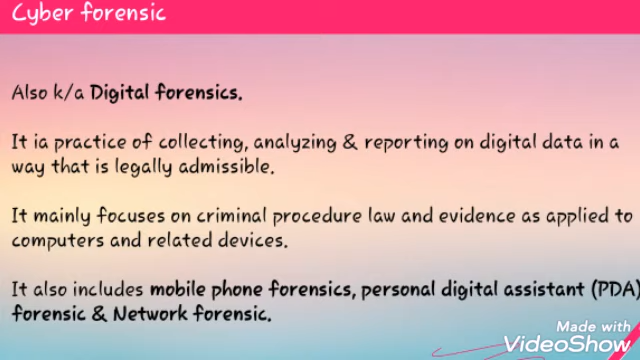 Cyber forensic
Also k/a Digital forensics.
It ia practice of collecting, analyzing & reporting on digital data in a
way that is legally admissible.
It mainly focuses on criminal procedure law and evidence as applied to
computers and related devices.
It also includes mobile phone forensics, personal digital assistant (PDA)
forensic & Network forensic.
Made with
VideoShow